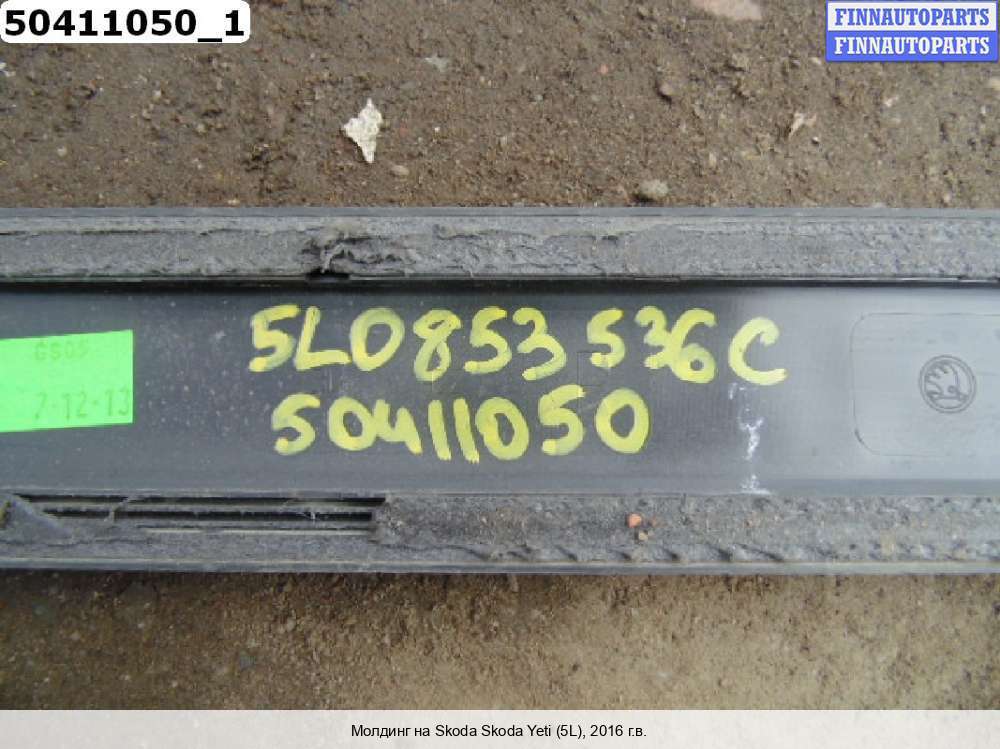 50411050_1
FINNAUTOPARTS
FINNAUTOPARTS
5L0853536C
7-12-13
50411050
Молдинг на Skoda Skoda Yeti (5L), 2016 г.в.